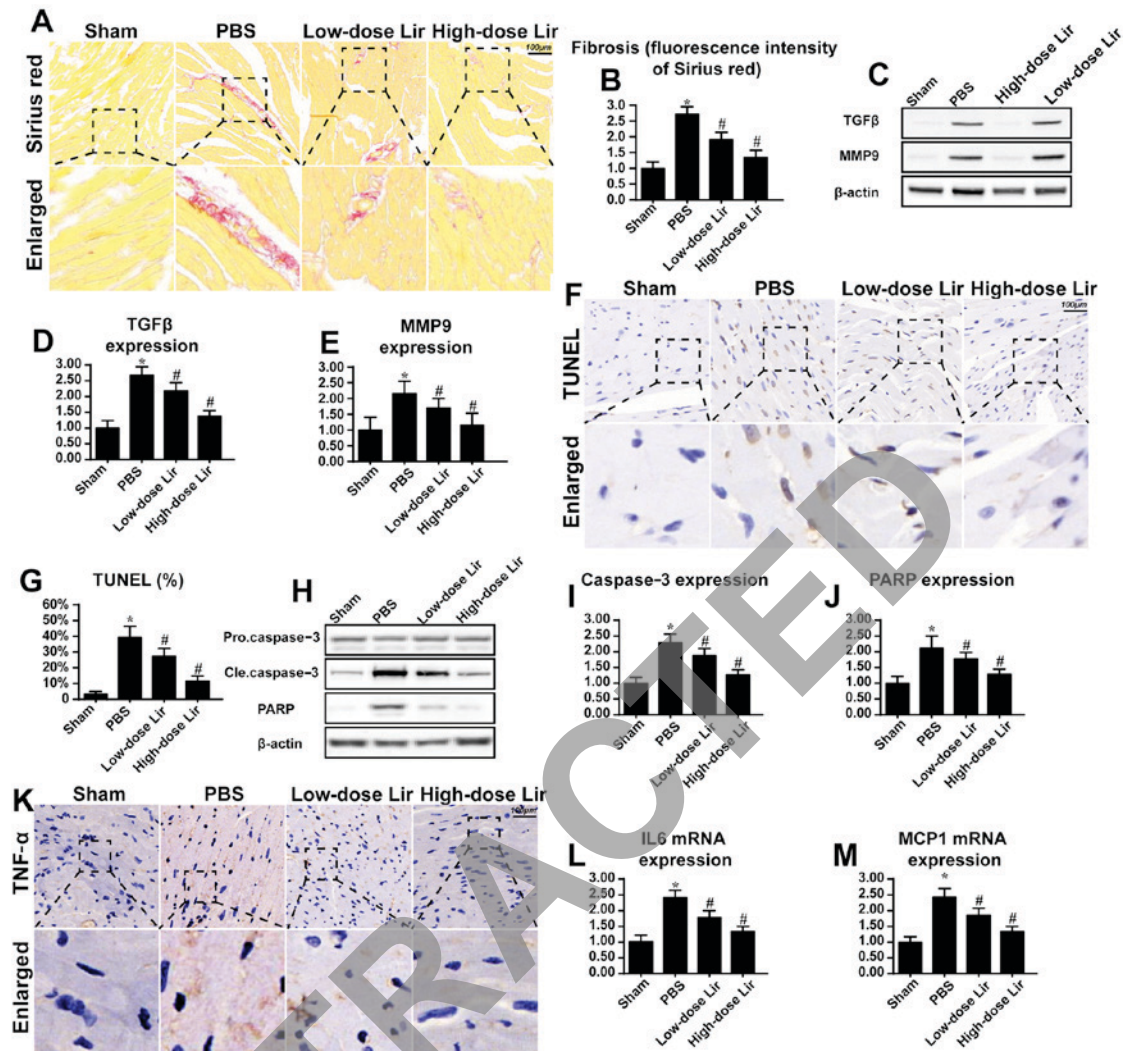 A
Sham
PBS
Low-dose Lir
High-dose Lir
100μm
Sirius red
Enlarged
B
Fibrosis (fluorescence intensity
of Sirius red)
3.0
2.5
2.0
1.5
1.0
0.5
0.0
*
#
#
Sham
PBS
Low-dose Lir
High-dose Lir
C
Sham
PBS
High-dose Lir
Low-dose Lir
TGFβ
MMP9
β-actin
D
TGFβ
expression
3.00
2.50
2.00
1.50
1.00
0.50
0.00
*
#
#
Sham
PBS
Low-dose Lir
High-dose Lir
E
MMP9
expression
3.00
2.50
2.00
1.50
1.00
0.50
0.00
*
#
#
Sham
PBS
Low-dose Lir
High-dose Lir
F
Sham
PBS
Low-dose Lir
High-dose Lir
100μm
TUNEL
Enlarged
G
TUNEL (%)
60%
50%
40%
30%
20%
10%
0
*
#
#
Sham
PBS
Low-dose Lir
High-dose Lir
H
Sham
PBS
Low-dose Lir
High-dose Lir
Pro.caspase-3
Cle.caspase-3
PARP
β-actin
I
Caspase-3 expression
3.00
2.50
2.00
1.50
1.00
0.50
0.00
*
#
#
Sham
PBS
Low-dose Lir
High-dose Lir
J
PARP expression
3.00
2.50
2.00
1.50
1.00
0.50
0.00
*
#
#
Sham
PBS
Low-dose Lir
High-dose Lir
K
Sham
PBS
Low-dose Lir
High-dose Lir
100μm
TNF-α
Enlarged
L
IL6 mRNA
expression
3.00
2.50
2.00
1.50
1.00
0.50
0.00
*
#
#
Sham
PBS
Low-dose Lir
High-dose Lir
M
MCP1 mRNA
expression
3.00
2.50
2.00
1.50
1.00
0.50
0.00
*
#
#
Sham
PBS
Low-dose Lir
High-dose Lir
TRACTED